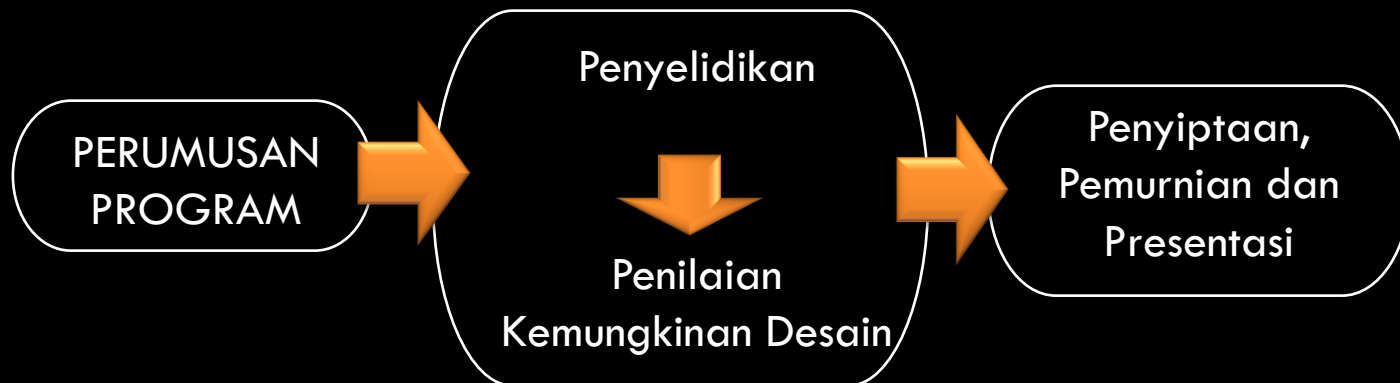 PERUMUSAN
PROGRAM
Penyelidikan
Penilaian
Kemungkinan Desain
Penyiptaan,
Pemurnian dan
Presentasi